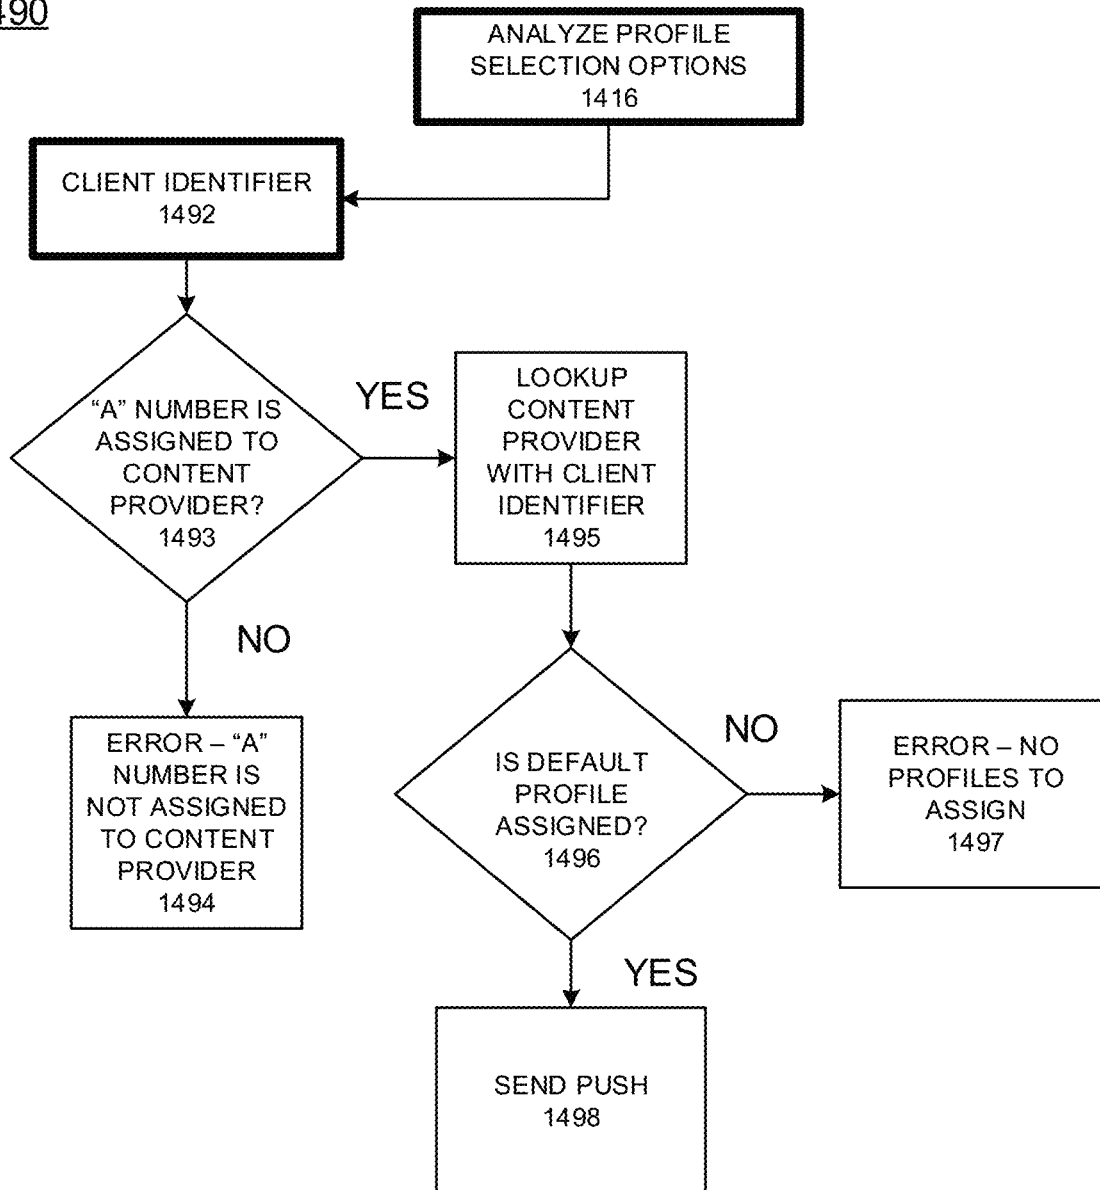 490
ANALYZE PROFILE
SELECTION OPTIONS
1416
CLIENT IDENTIFIER
1492
“A” NUMBER IS
ASSIGNED TO
CONTENT
PROVIDER?
1493
YES
LOOKUP
CONTENT
PROVIDER
WITH CLIENT
IDENTIFIER
1495
NO
ERROR – “A”
NUMBER IS
NOT ASSIGNED
TO CONTENT
PROVIDER
1494
IS DEFAULT
PROFILE
ASSIGNED?
1496
NO
ERROR – NO
PROFILES TO
ASSIGN
1497
YES
SEND PUSH
1498